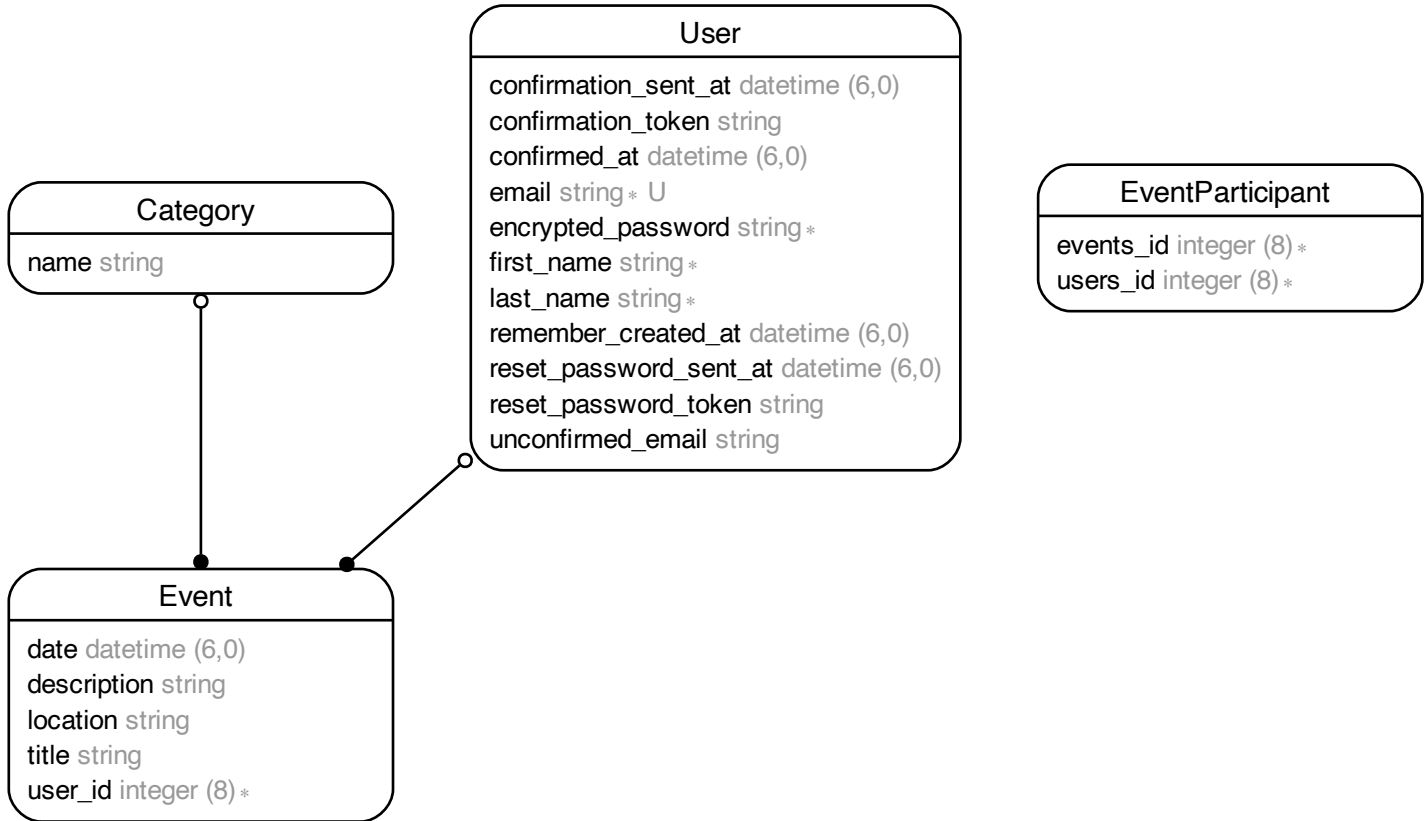 User
confirmation_sent_at datetime (6,0)
confirmation_token string
confirmed_at datetime (6,0)
email string* U
encrypted_password string*
first_name string*
last_name string*
remember_created_at datetime (6,0)
reset_password_sent_at datetime (6,0)
reset_password_token string
unconfirmed_email string
EventParticipant
events_id integer (8)*
users_id integer (8)*
Category
name string
Event
date datetime (6,0)
description string
location string
title string
user_id integer (8)*